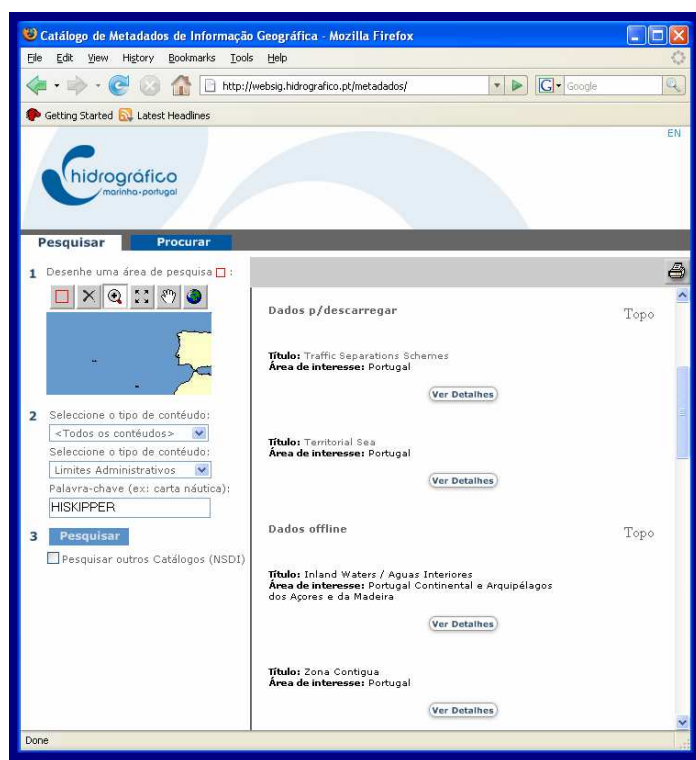 Catálogo de Metadados de Informação Geográfica - Mozilla Firefox
File Edit View History Bookmarks Tools Help
http://websig.hidrografico.pt/metadados/
G Google
Getting Started Latest Headlines
EN
hidrográfico
marinha-portugal
Pesquisar Procurar
1 Desenhe uma área de pesquisa :
2 Seleccione o tipo de contéudo:
<Todos os contéudos>
Seleccione o tipo de contéudo:
Limites Administrativos
Palavra-chave (ex: carta náutica):
HISKIPPER
3 Pesquisar
Pesquisar outros Catálogos (NSDI)
Dados p/descarregar Topo
Título: Traffic Separations Schemes
Área de interesse: Portugal
Ver Detalhes
Título: Territorial Sea
Área de interesse: Portugal
Ver Detalhes
Dados offline Topo
Título: Inland Waters / Aguas Interiores
Área de interesse: Portugal Continental e Arquipélagos
dos Açores e da Madeira
Ver Detalhes
Título: Zona Contigua
Área de interesse: Portugal
Ver Detalhes
Done